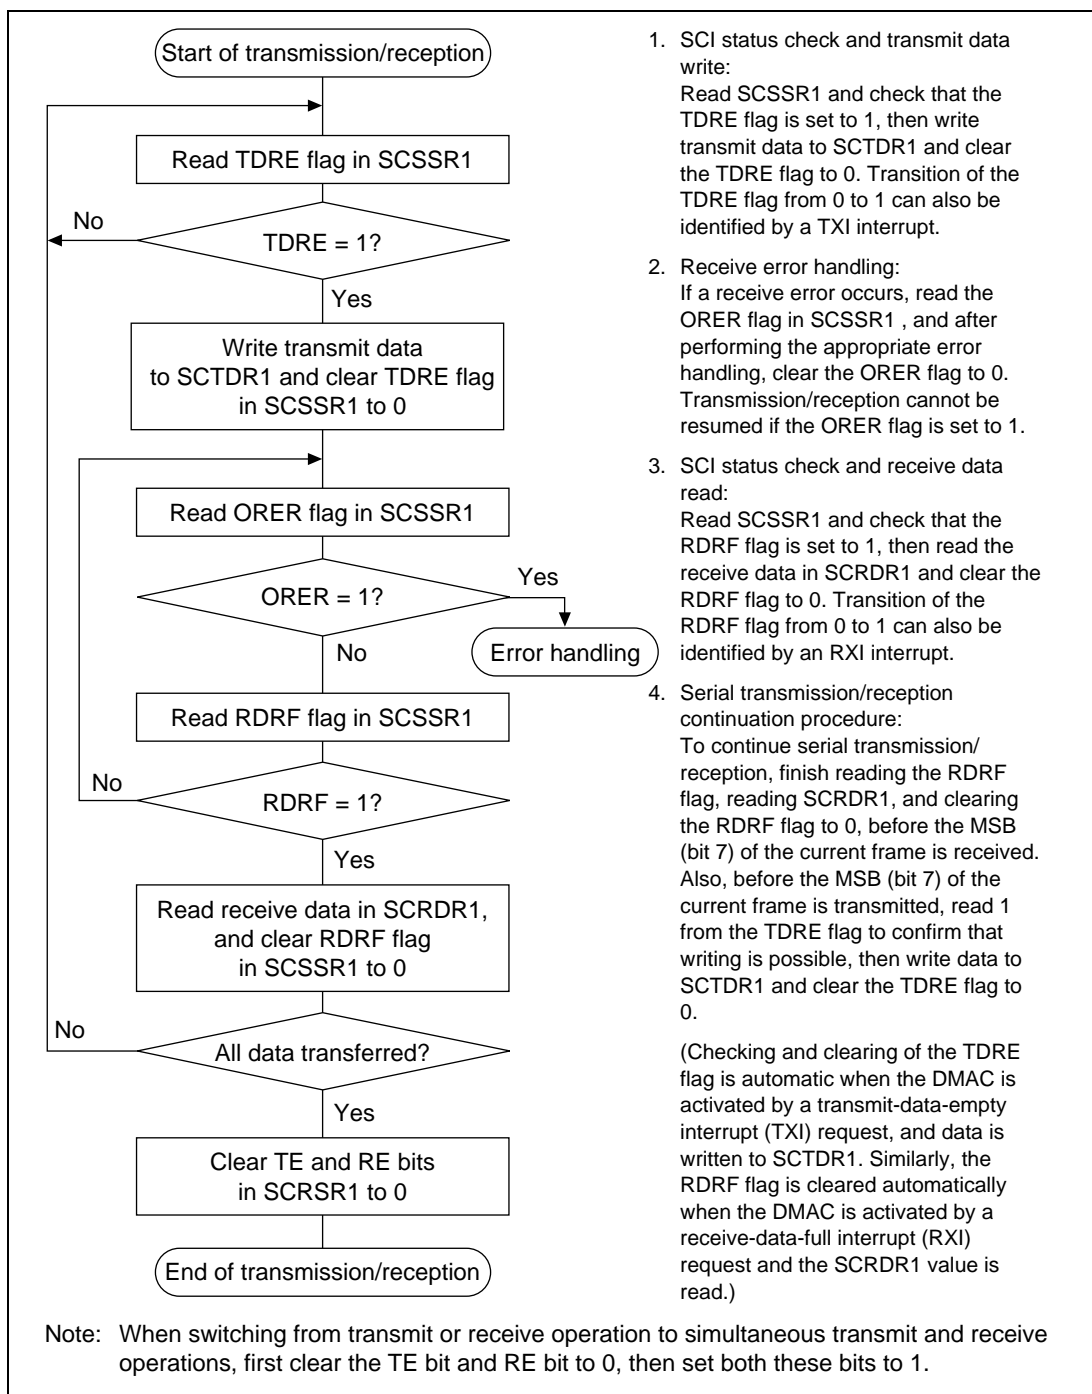 Start of transmission/reception
Read TDRE flag in SCSSR1
No
TDRE = 1?
Yes
Write transmit data
to SCTDR1 and clear TDRE flag
in SCSSR1 to 0
Read ORER flag in SCSSR1
ORER = 1?
Yes
Error handling
No
Read RDRF flag in SCSSR1
No
RDRF = 1?
Yes
Read receive data in SCRDR1,
and clear RDRF flag
in SCSSR1 to 0
No
All data transferred?
Yes
Clear TE and RE bits
in SCRSR1 to 0
End of transmission/reception
1. SCI status check and transmit data
write:
Read SCSSR1 and check that the
TDRE flag is set to 1, then write
transmit data to SCTDR1 and clear
the TDRE flag to 0. Transition of the
TDRE flag from 0 to 1 can also be
identified by a TXI interrupt.
2. Receive error handling:
If a receive error occurs, read the
ORER flag in SCSSR1 , and after
performing the appropriate error
handling, clear the ORER flag to 0.
Transmission/reception cannot be
resumed if the ORER flag is set to 1.
3. SCI status check and receive data
read:
Read SCSSR1 and check that the
RDRF flag is set to 1, then read the
receive data in SCRDR1 and clear the
RDRF flag to 0. Transition of the
RDRF flag from 0 to 1 can also be
identified by an RXI interrupt.
4. Serial transmission/reception
continuation procedure:
To continue serial transmission/
reception, finish reading the RDRF
flag, reading SCRDR1, and clearing
the RDRF flag to 0, before the MSB
(bit 7) of the current frame is received.
Also, before the MSB (bit 7) of the
current frame is transmitted, read 1
from the TDRE flag to confirm that
writing is possible, then write data to
SCTDR1 and clear the TDRE flag to
0.
(Checking and clearing of the TDRE
flag is automatic when the DMAC is
activated by a transmit-data-empty
interrupt (TXI) request, and data is
written to SCTDR1. Similarly, the
RDRF flag is cleared automatically
when the DMAC is activated by a
receive-data-full interrupt (RXI)
request and the SCRDR1 value is
read.)
Note: When switching from transmit or receive operation to simultaneous transmit and receive
operations, first clear the TE bit and RE bit to 0, then set both these bits to 1.